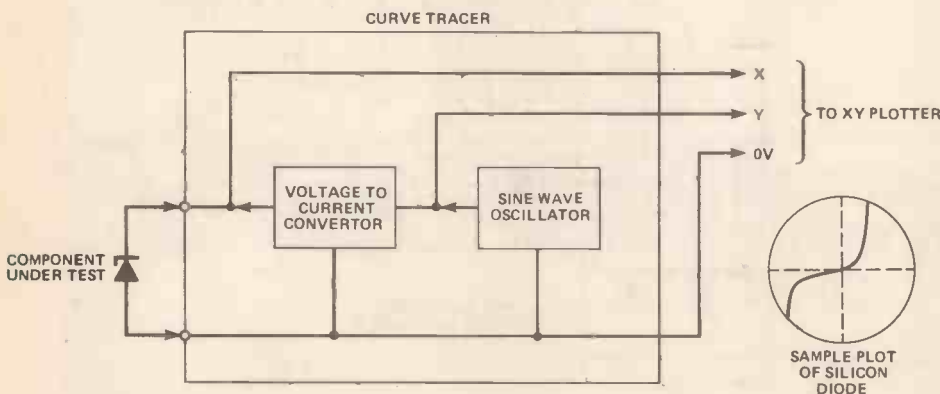 CURVE TRACER
X
Y
0V
TO XY PLOTTER
VOLTAGE TO
CURRENT
CONVERTOR
SINE WAVE
OSCILLATOR
COMPONENT
UNDER TEST
SAMPLE PLOT
OF SILICON
DIODE